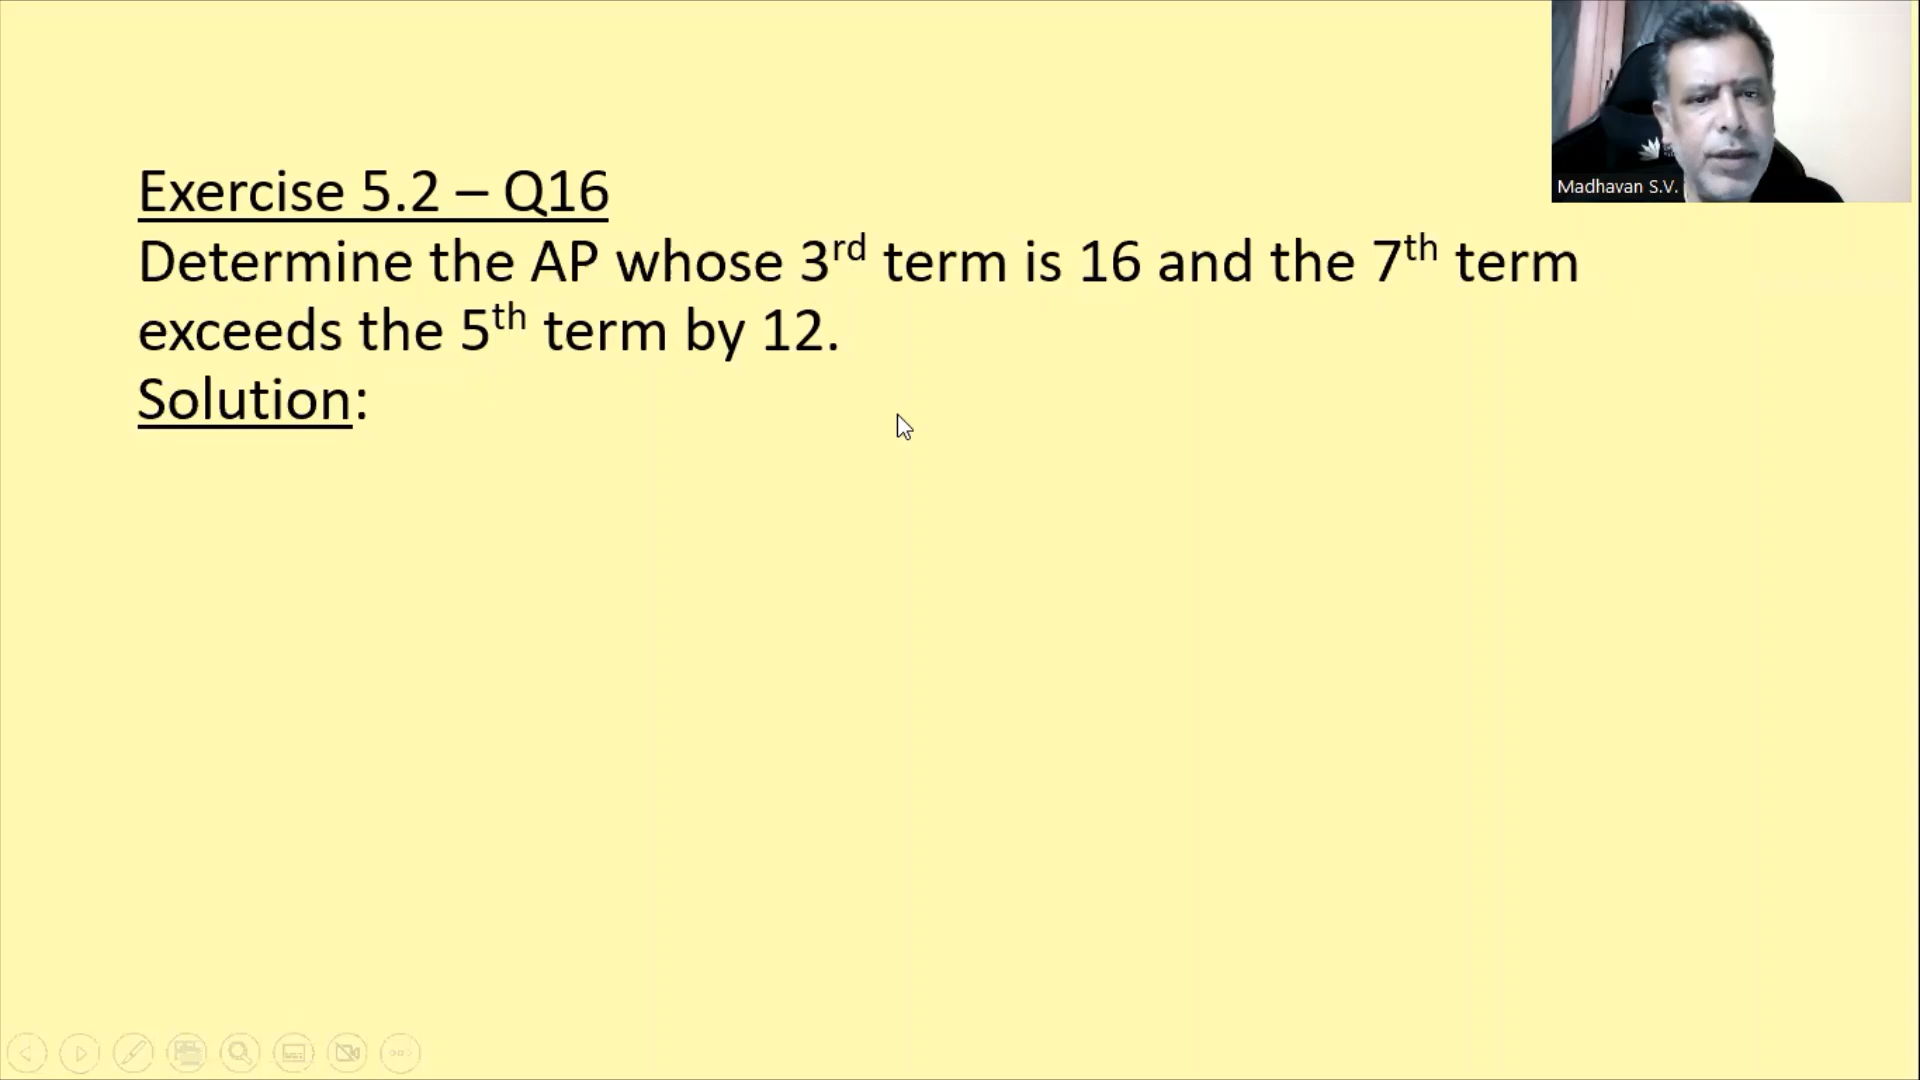 Madhavan S.V.
Exercise 5.2 – Q16
Determine the AP whose 3rd term is 16 and the 7th term
exceeds the 5th term by 12.
Solution: